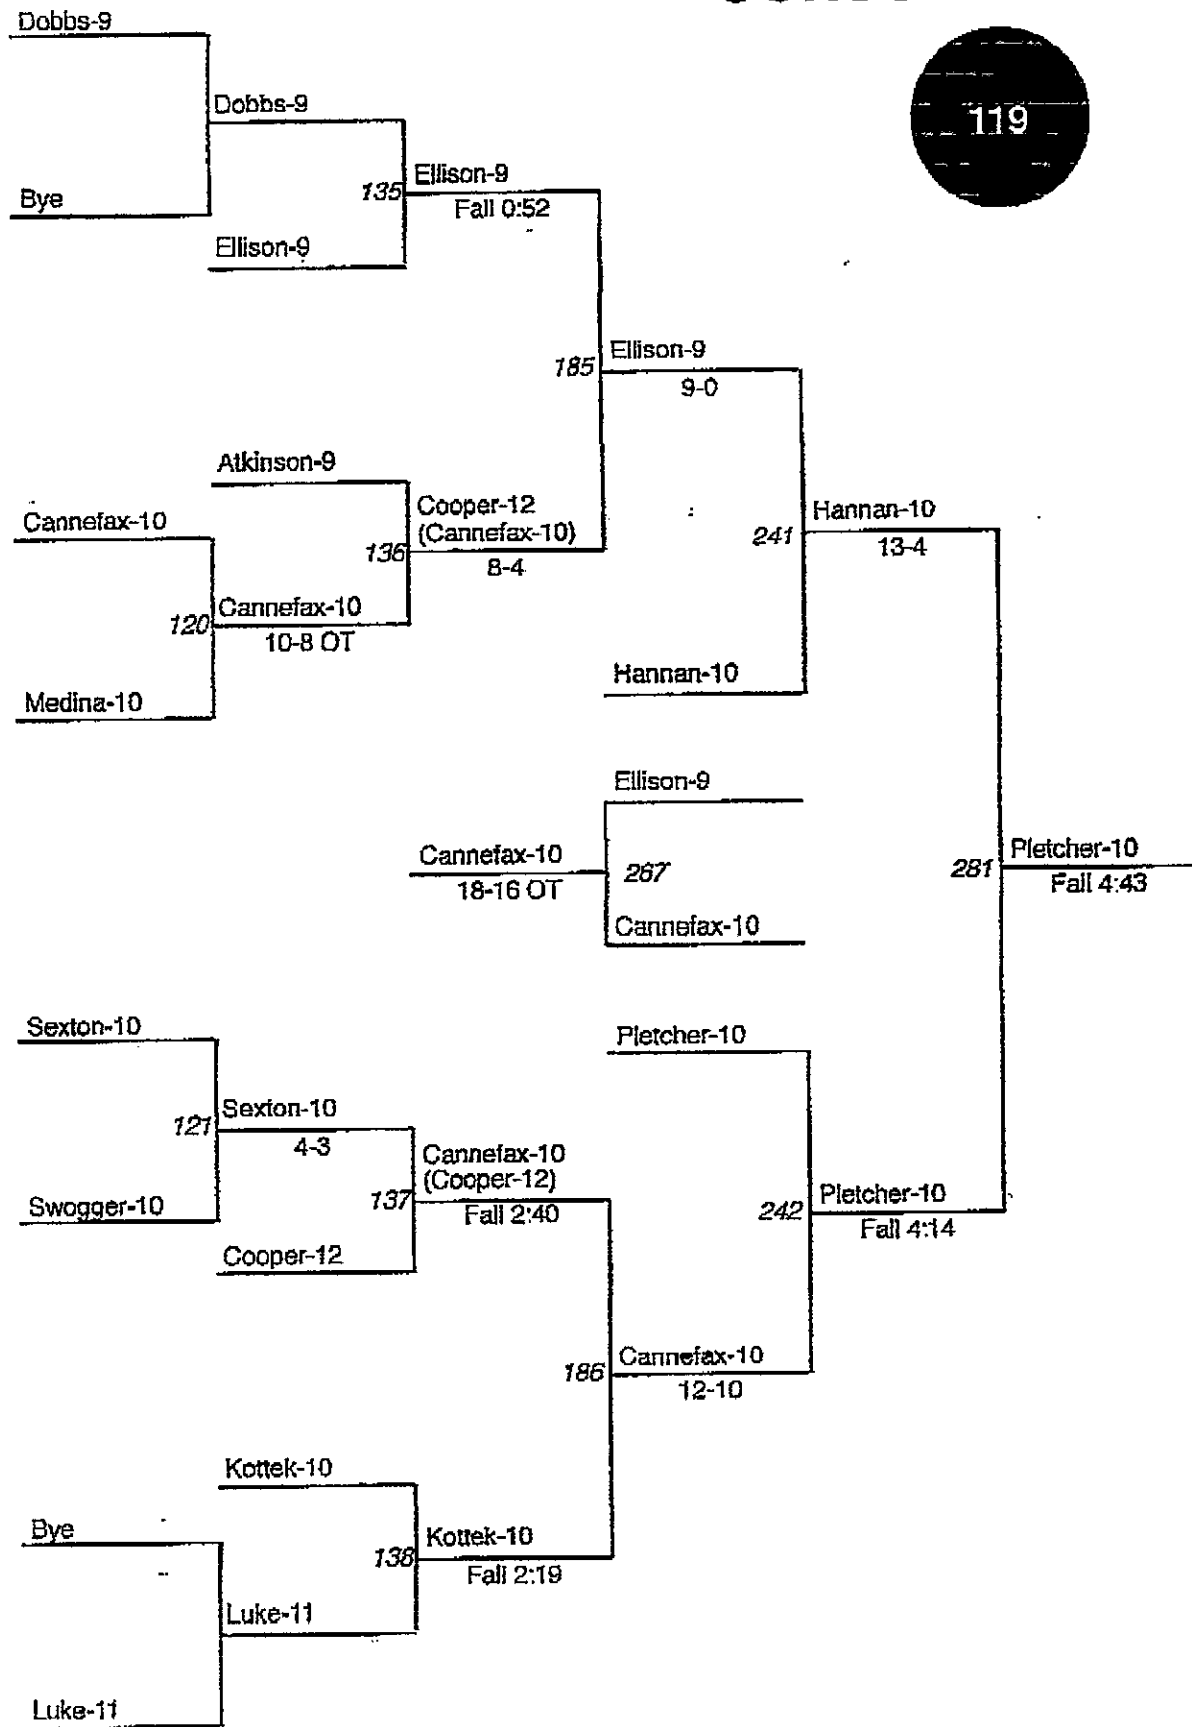 Dobbs-9
119
Dobbs-9
135
Ellison-9
Fall 0:52
Bye
Ellison-9
185
Ellison-9
9-0
Atkinson-9
Cannefax-10
136
Cooper-12
(Cannefax-10)
8-4
241
Hannan-10
13-4
120
Cannefax-10
10-8 OT
Medina-10
Hannan-10
Ellison-9
Cannefax-10
18-16 OT
267
Cannefax-10
281
Pletcher-10
Fall 4:43
Sexton-10
Pletcher-10
121
Sexton-10
4-3
Cannefax-10
(Cooper-12)
137
Fall 2:40
Swogger-10
Cooper-12
242
Pletcher-10
Fall 4:14
186
Cannefax-10
12-10
Kottek-10
Bye
138
Kottek-10
Fall 2:19
Luke-11
Luke-11